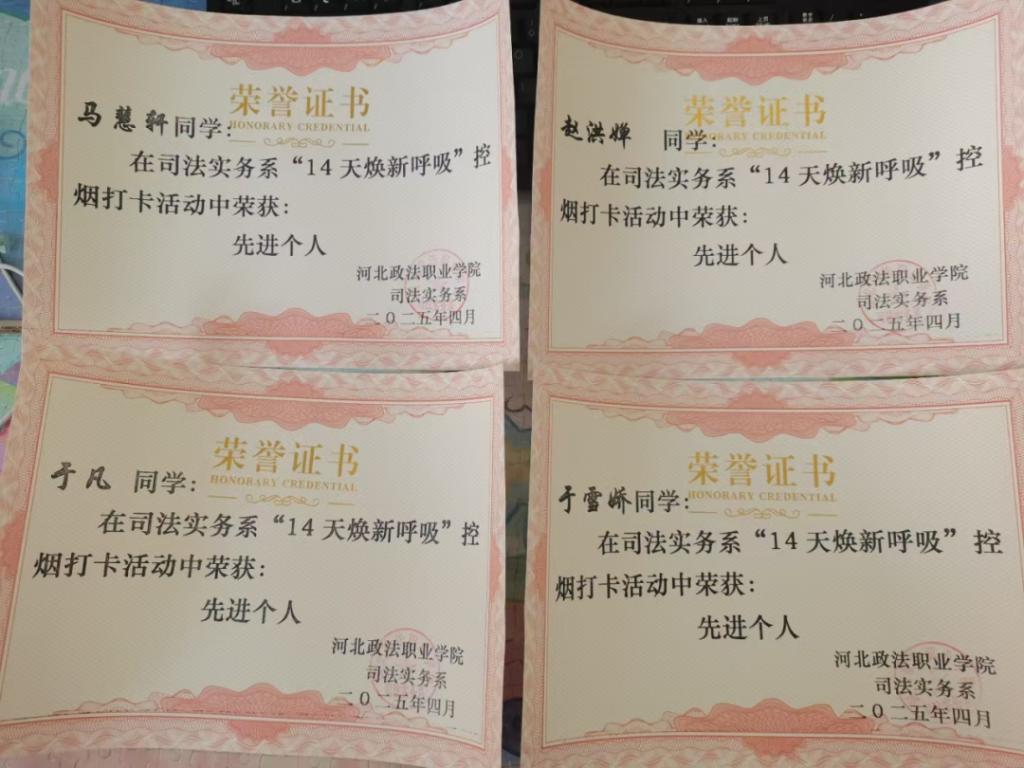 荣誉证书
HONORARY CREDENTIAL
马慧轩同学：
在司法实务系“14天焕新呼吸”控
烟打卡活动中荣获：
先进个人
河北政法职业学院
司法实务系
二〇二五年四月
荣誉证书
HONORARY CREDENTIAL
赵洪婵 同学：
在司法实务系“14天焕新呼吸”控
烟打卡活动中荣获：
先进个人
河北政法职业学院
司法实务系
二〇二五年四月
荣誉证书
HONORARY CREDENTIAL
于凡 同学：
在司法实务系“14天焕新呼吸”控
烟打卡活动中荣获：
先进个人
河北政法职业学院
司法实务系
二〇二五年四月
荣誉证书
HONORARY CREDENTIAL
于雪娇同学：
在司法实务系“14天焕新呼吸”控
烟打卡活动中荣获：
先进个人
河北政法职业学院
司法实务系
二〇二五年四月